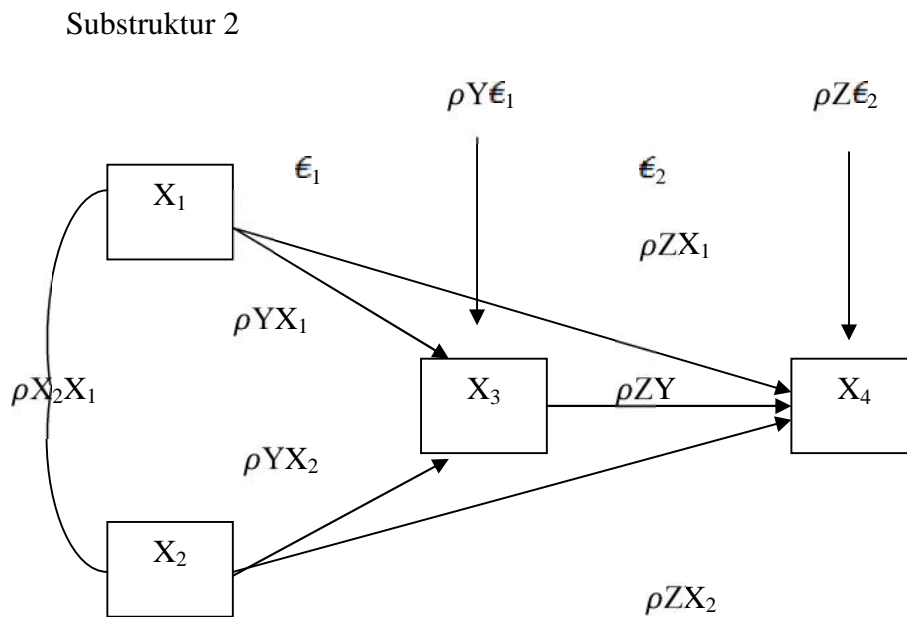 Substruktur 2
ρY€₁ ρZ€₂
€₁ €₂
X₁
ρZX₁
ρYX₁
ρX₂X₁ X₃ ρZY X₄
ρYX₂
X₂
ρZX₂